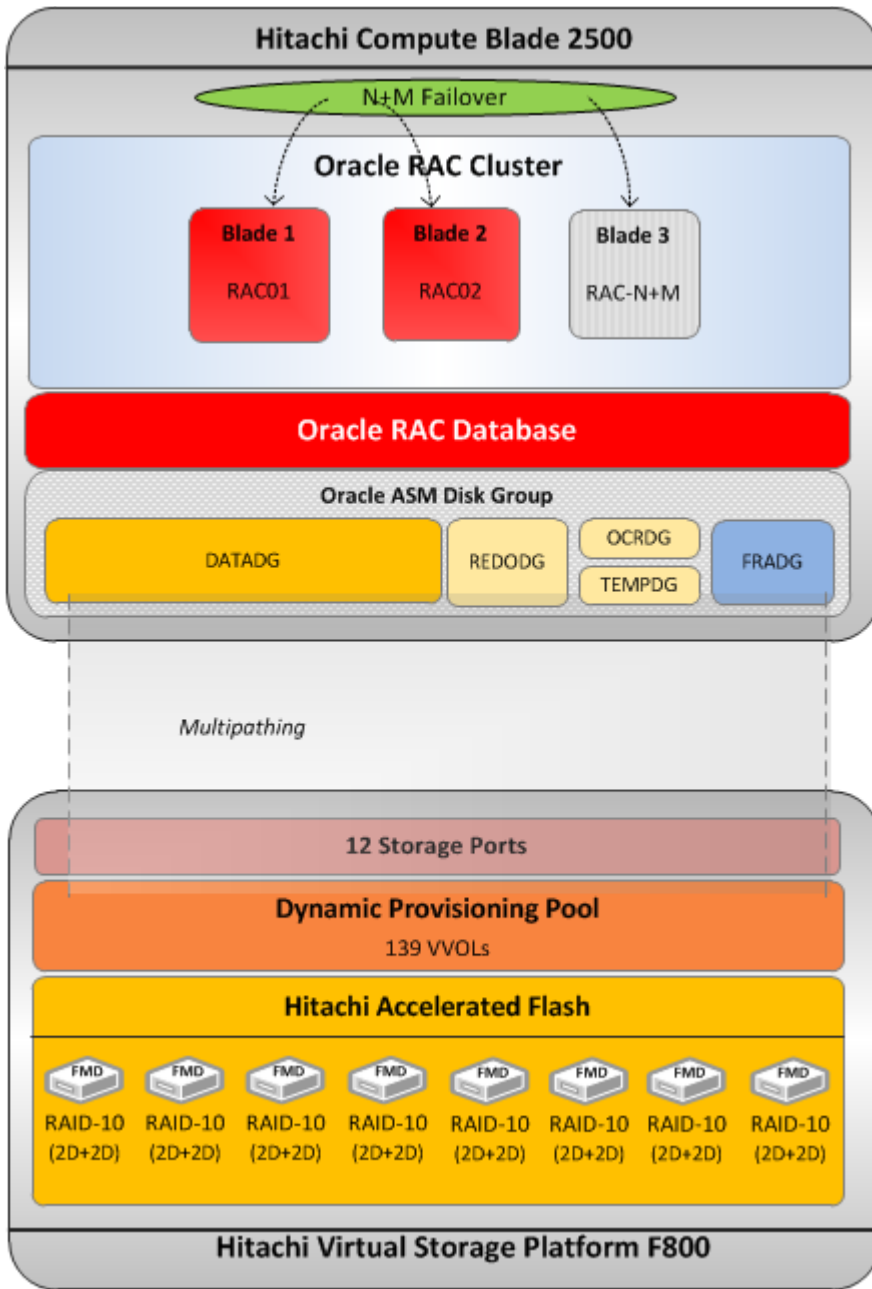 Hitachi Compute Blade 2500
N+M Failover
Oracle RAC Cluster
Blade 1
RAC01
Blade 2
RAC02
Blade 3
RAC-N+M
Oracle RAC Database
Oracle ASM Disk Group
DATADG
REDODG
OCRDG
TEMPDG
FRADG
Multipathing
12 Storage Ports
Dynamic Provisioning Pool
139 VVOLs
Hitachi Accelerated Flash
FMD FMD FMD FMD FMD FMD FMD FMD
RAID-10 RAID-10 RAID-10 RAID-10 RAID-10 RAID-10 RAID-10 RAID-10
(2D+2D) (2D+2D) (2D+2D) (2D+2D) (2D+2D) (2D+2D) (2D+2D) (2D+2D)
Hitachi Virtual Storage Platform F800